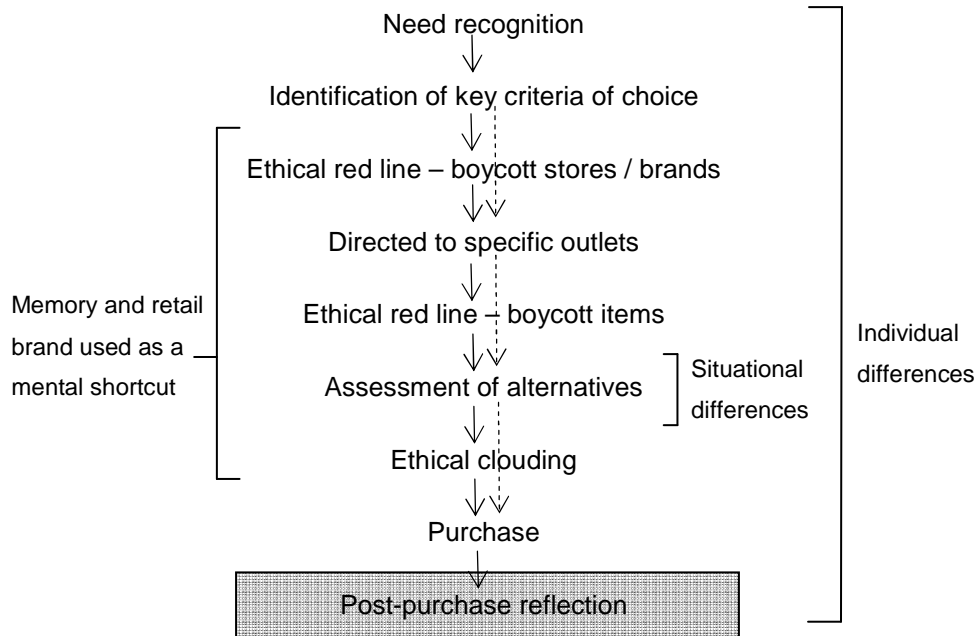 Need recognition
Identification of key criteria of choice
Ethical red line – boycott stores / brands
Directed to specific outlets
Ethical red line – boycott items
Assessment of alternatives
Ethical clouding
Purchase
Post-purchase reflection
Memory and retail
brand used as a
mental shortcut
Situational
differences
Individual
differences